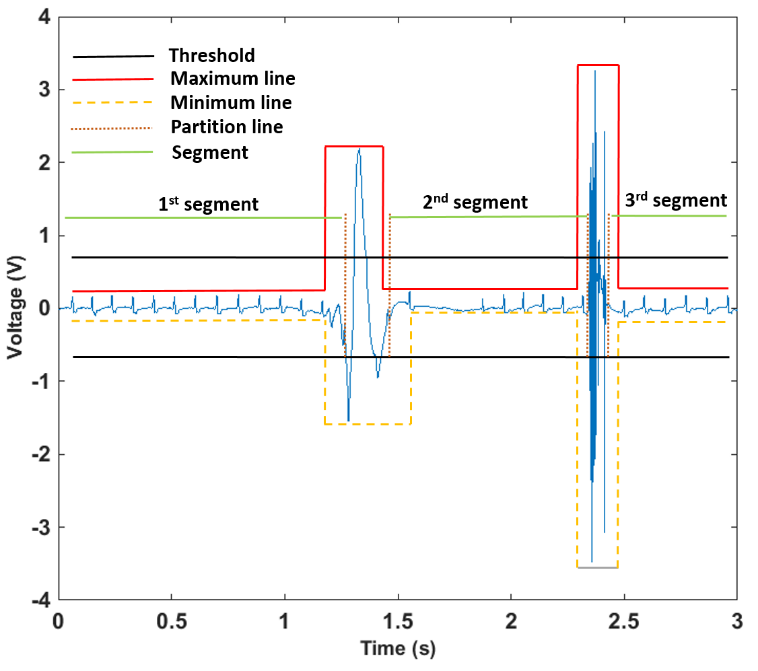 4
3
2
1
0
-1
-2
-3
-4
Voltage (V)
Threshold
Maximum line
Minimum line
Partition line
Segment
1st segment
2nd segment
3rd segment
0 0.5 1 1.5 2 2.5 3
Time (s)